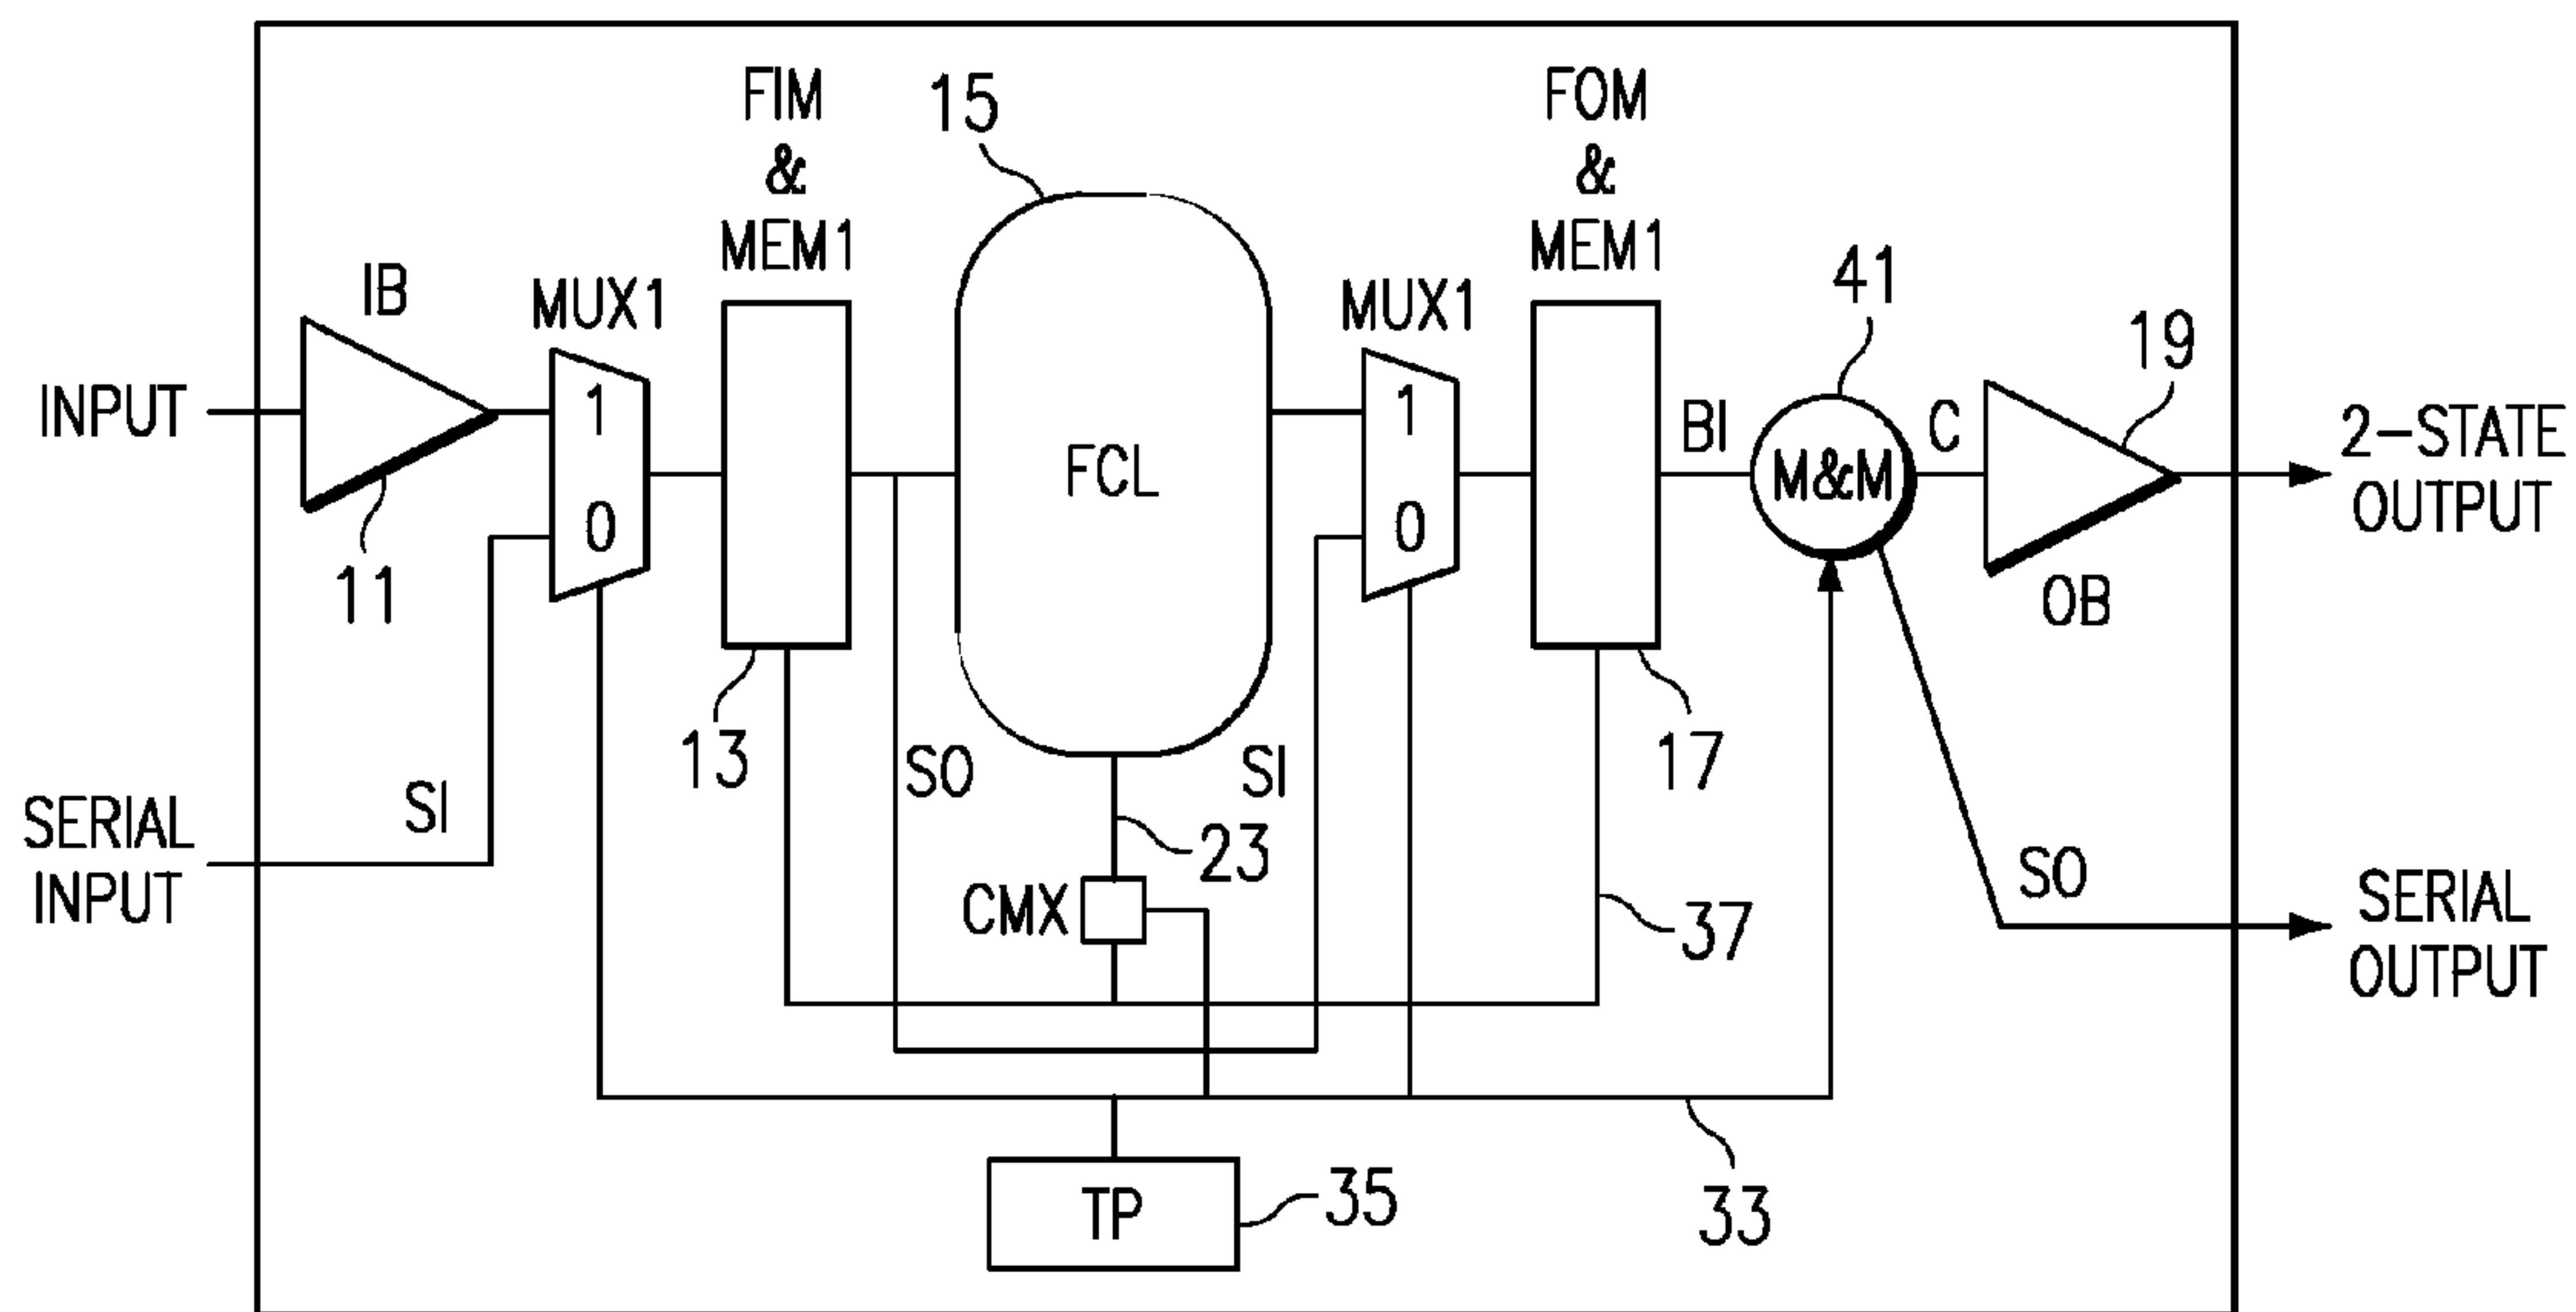 FIM
&
MEM1
15
FOM
&
MEM1
IB
MUX1
MUX1
41
19
INPUT
1
0
FCL
1
0
BI
M&M
C
2-STATE
OUTPUT
11
OB
13
SO
SI
17
SI
SERIAL
INPUT
23
CMX
37
SO
SERIAL
OUTPUT
TP
35
33